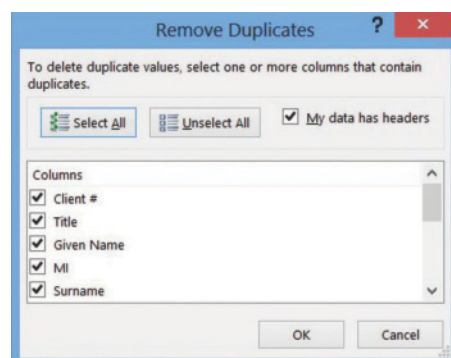 Remove Duplicates ?
To delete duplicate values, select one or more columns that contain
duplicates.
Select All Unselect All My data has headers
Columns
Client #
Title
Given Name
MI
Surname
OK Cancel